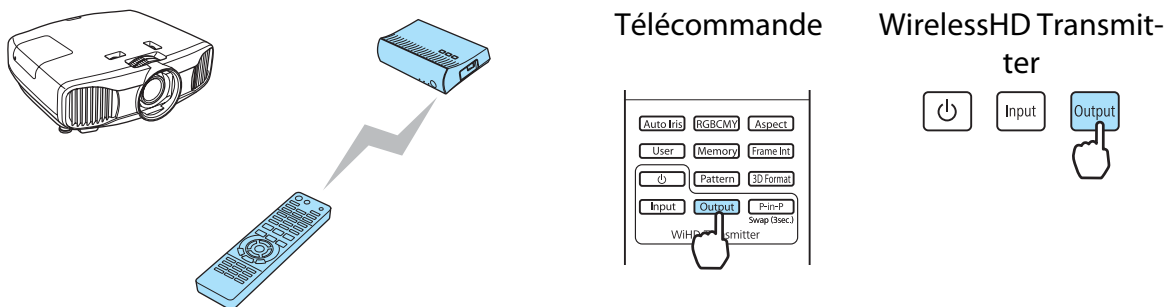 Télécommande
WirelessHD Transmit-
ter
Auto Iris RGBCMY Aspect
User Memory Frame Int
Pattern 3D Format
Input Output P-in-P
Swap (3sec.)
Input Output